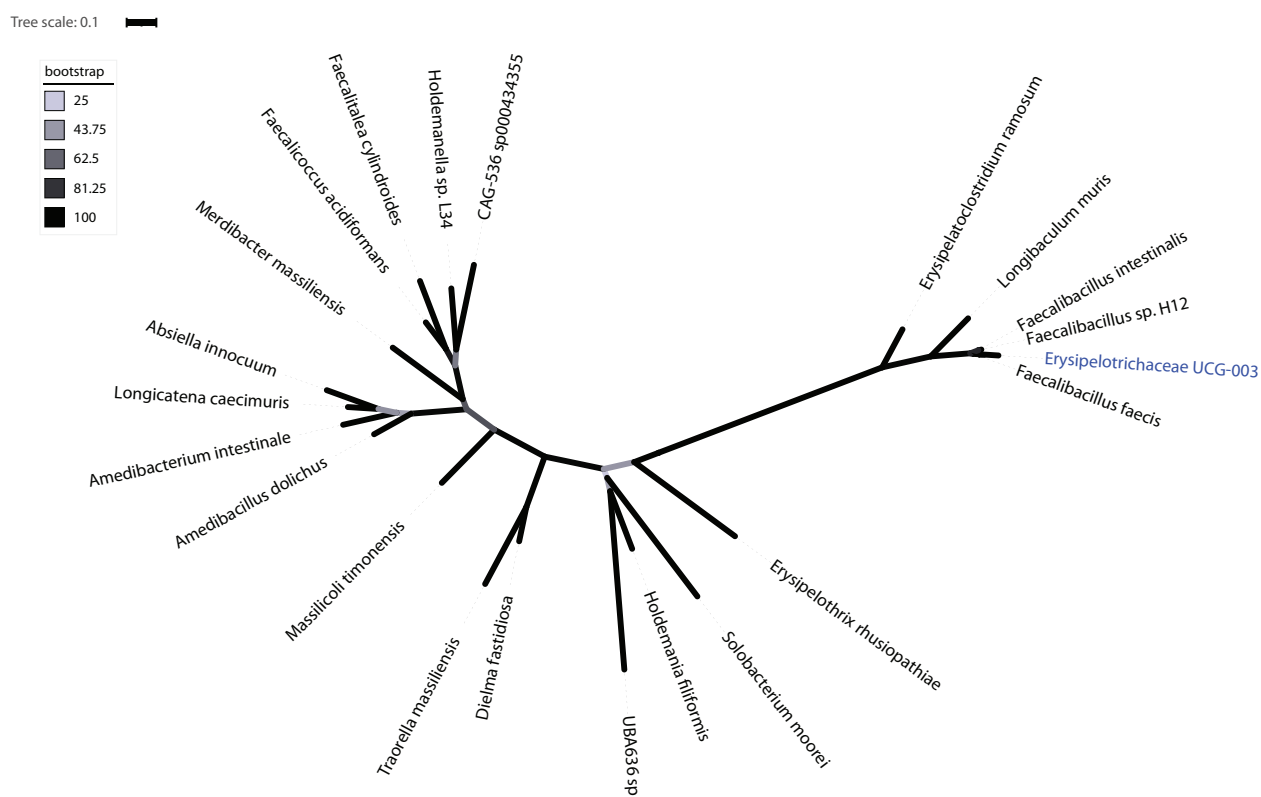 Tree scale: 0.1
bootstrap
25
43.75
62.5
81.25
100
Faecalitalea cylindroides
Holdemanella sp. L34
CAG-536 sp000434355
Faecalicoccus acidiformans
Merdibacter massiliensis
Absiella innocuum
Longicatena caecimuris
Amedibacterium intestinale
Amedibacillus dolichus
Massilicoli timonensis
Traorella massiliensis
Dielma fastidiosa
UBA636 sp
Holdemania filiformis
Solobacterium moorei
Erysipelothrix rhusiopathiae
Erysipelatoclostridium ramosum
Longibaculum muris
Faecalibacillus intestinalis
Faecalibacillus sp. H12
Erysipelotrichaceae UCG-003
Faecalibacillus faecis